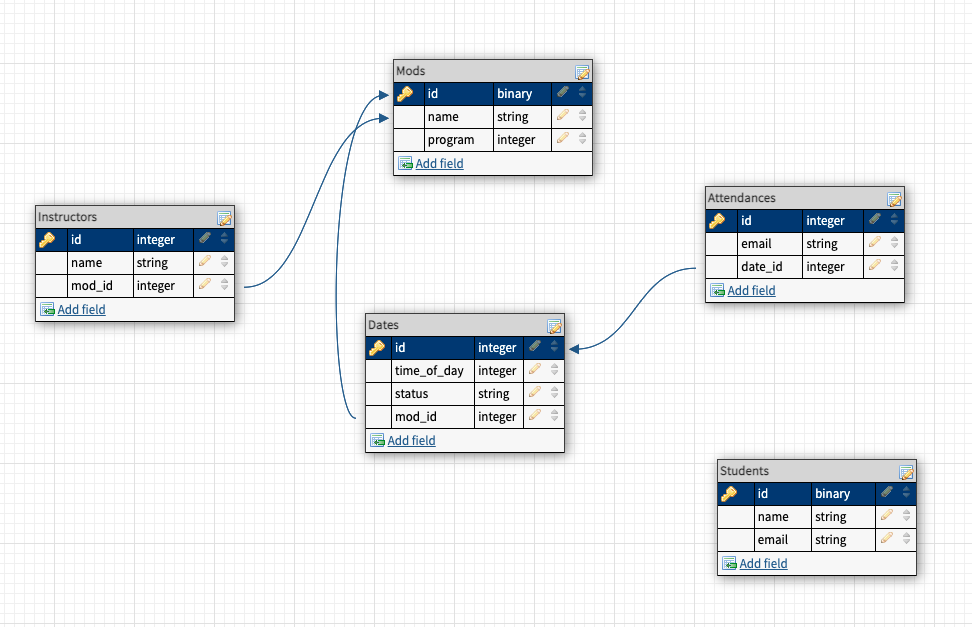 Mods
id binary
name string
program integer
Add field
Instructors
id integer
name string
mod_id integer
Add field
Attendances
id integer
email string
date_id integer
Add field
Dates
id integer
time_of_day integer
status string
mod_id integer
Add field
Students
id binary
name string
email string
Add field